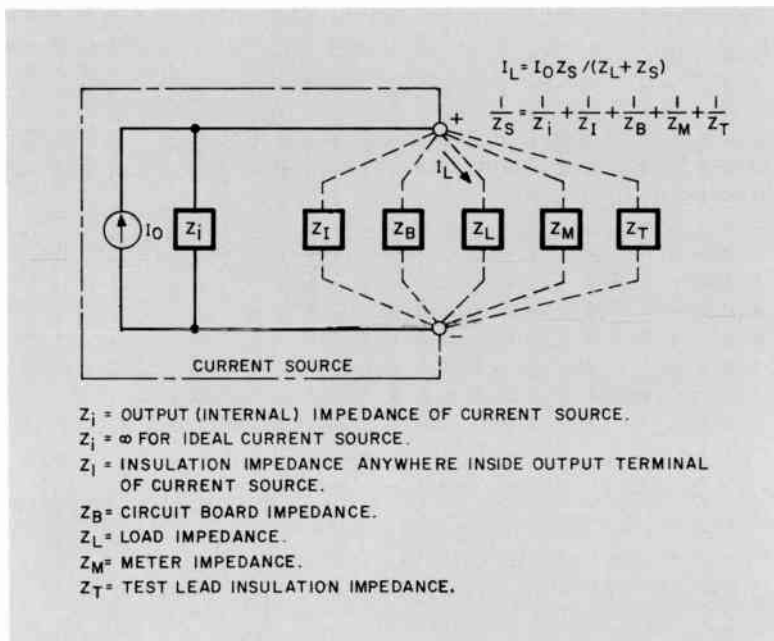 I_L = I_O Z_S / (Z_L + Z_S)
1/Z_S = 1/Z_i + 1/Z_I + 1/Z_B + 1/Z_M + 1/Z_T
+
I_L
I_O
Z_i
Z_I
Z_B
Z_L
Z_M
Z_T
−
CURRENT SOURCE
Z_i = OUTPUT (INTERNAL) IMPEDANCE OF CURRENT SOURCE.
Z_i = ∞ FOR IDEAL CURRENT SOURCE.
Z_I = INSULATION IMPEDANCE ANYWHERE INSIDE OUTPUT TERMINAL
OF CURRENT SOURCE.
Z_B = CIRCUIT BOARD IMPEDANCE.
Z_L = LOAD IMPEDANCE.
Z_M = METER IMPEDANCE.
Z_T = TEST LEAD INSULATION IMPEDANCE.